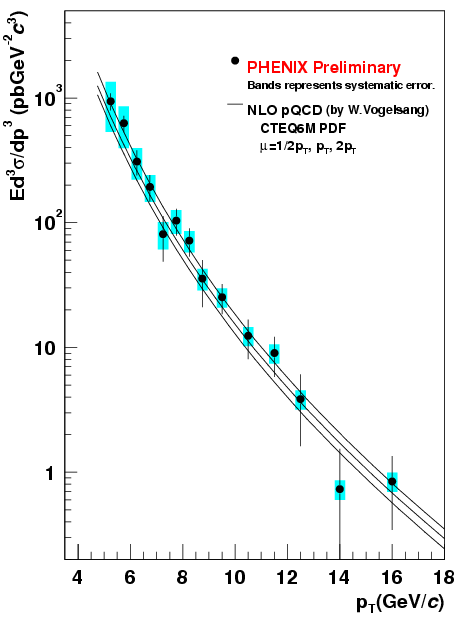 Ed³σ/dp³ (pbGeV⁻²c³)
PHENIX Preliminary
Bands represents systematic error.
NLO pQCD (by W.Vogelsang)
CTEQ6M PDF
μ=1/2p_T, p_T, 2p_T
10³
10²
10
1
4 6 8 10 12 14 16 18
p_T(GeV/c)